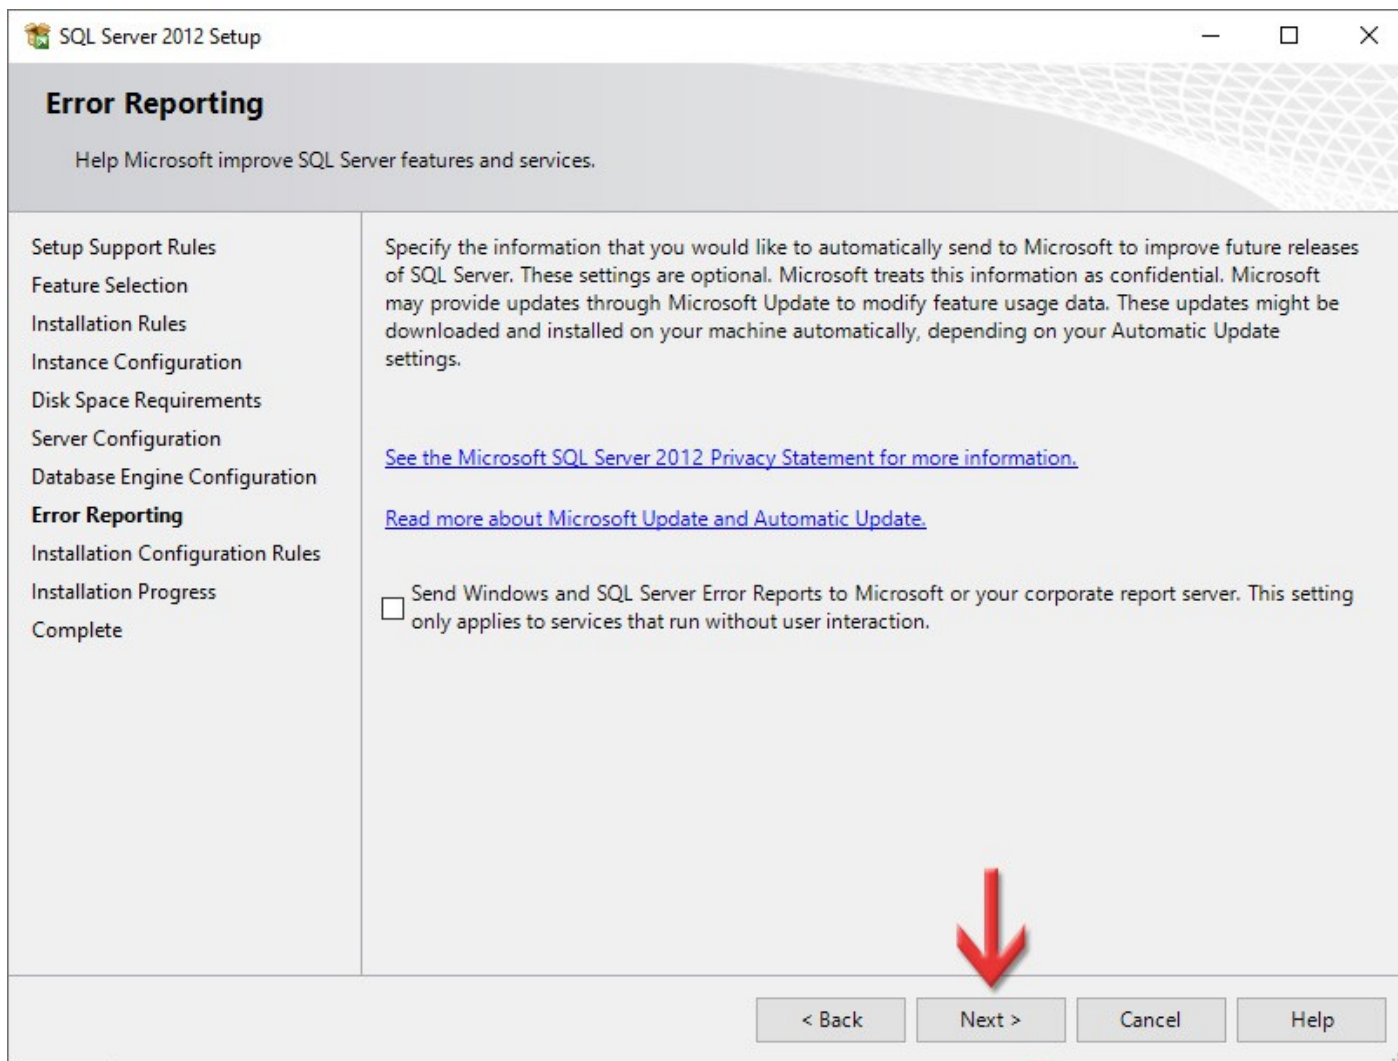 SQL Server 2012 Setup
Error Reporting
Help Microsoft improve SQL Server features and services.
Setup Support Rules
Feature Selection
Installation Rules
Instance Configuration
Disk Space Requirements
Server Configuration
Database Engine Configuration
Error Reporting
Installation Configuration Rules
Installation Progress
Complete
Specify the information that you would like to automatically send to Microsoft to improve future releases
of SQL Server. These settings are optional. Microsoft treats this information as confidential. Microsoft
may provide updates through Microsoft Update to modify feature usage data. These updates might be
downloaded and installed on your machine automatically, depending on your Automatic Update
settings.
See the Microsoft SQL Server 2012 Privacy Statement for more information.
Read more about Microsoft Update and Automatic Update.
Send Windows and SQL Server Error Reports to Microsoft or your corporate report server. This setting
only applies to services that run without user interaction.
< Back
Next >
Cancel
Help